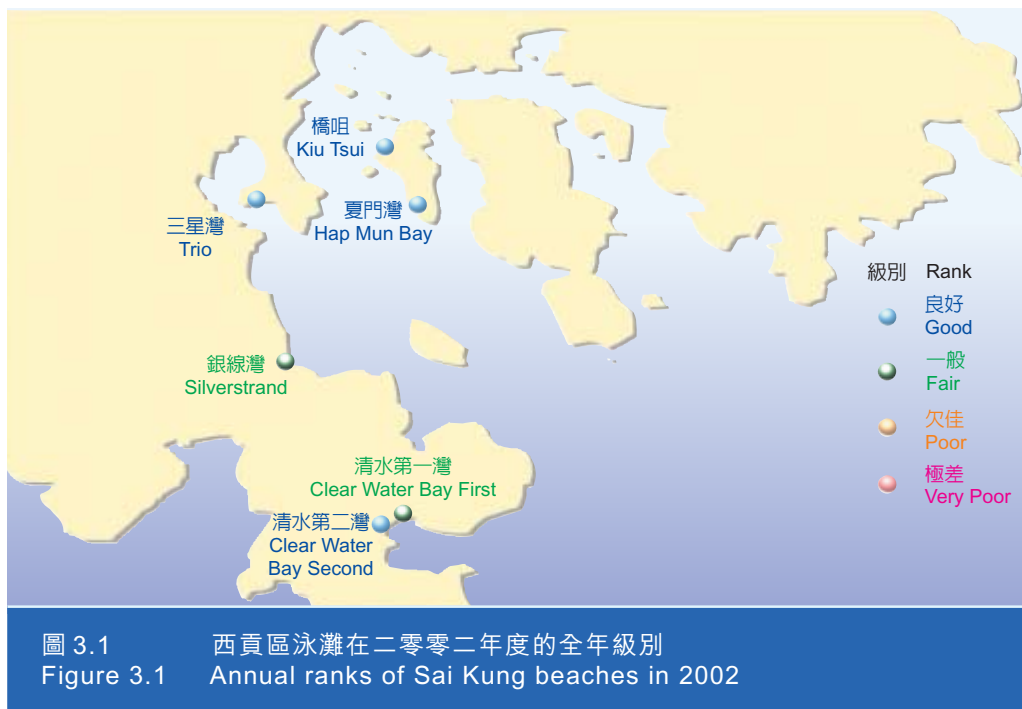 橋咀
Kiu Tsui
三星灣
Trio
夏門灣
Hap Mun Bay
級別 Rank
良好
Good
一般
Fair
欠佳
Poor
極差
Very Poor
銀線灣
Silverstrand
清水第一灣
Clear Water Bay First
清水第二灣
Clear Water
Bay Second
圖 3.1 西貢區泳灘在二零零二年度的全年級別
Figure 3.1 Annual ranks of Sai Kung beaches in 2002